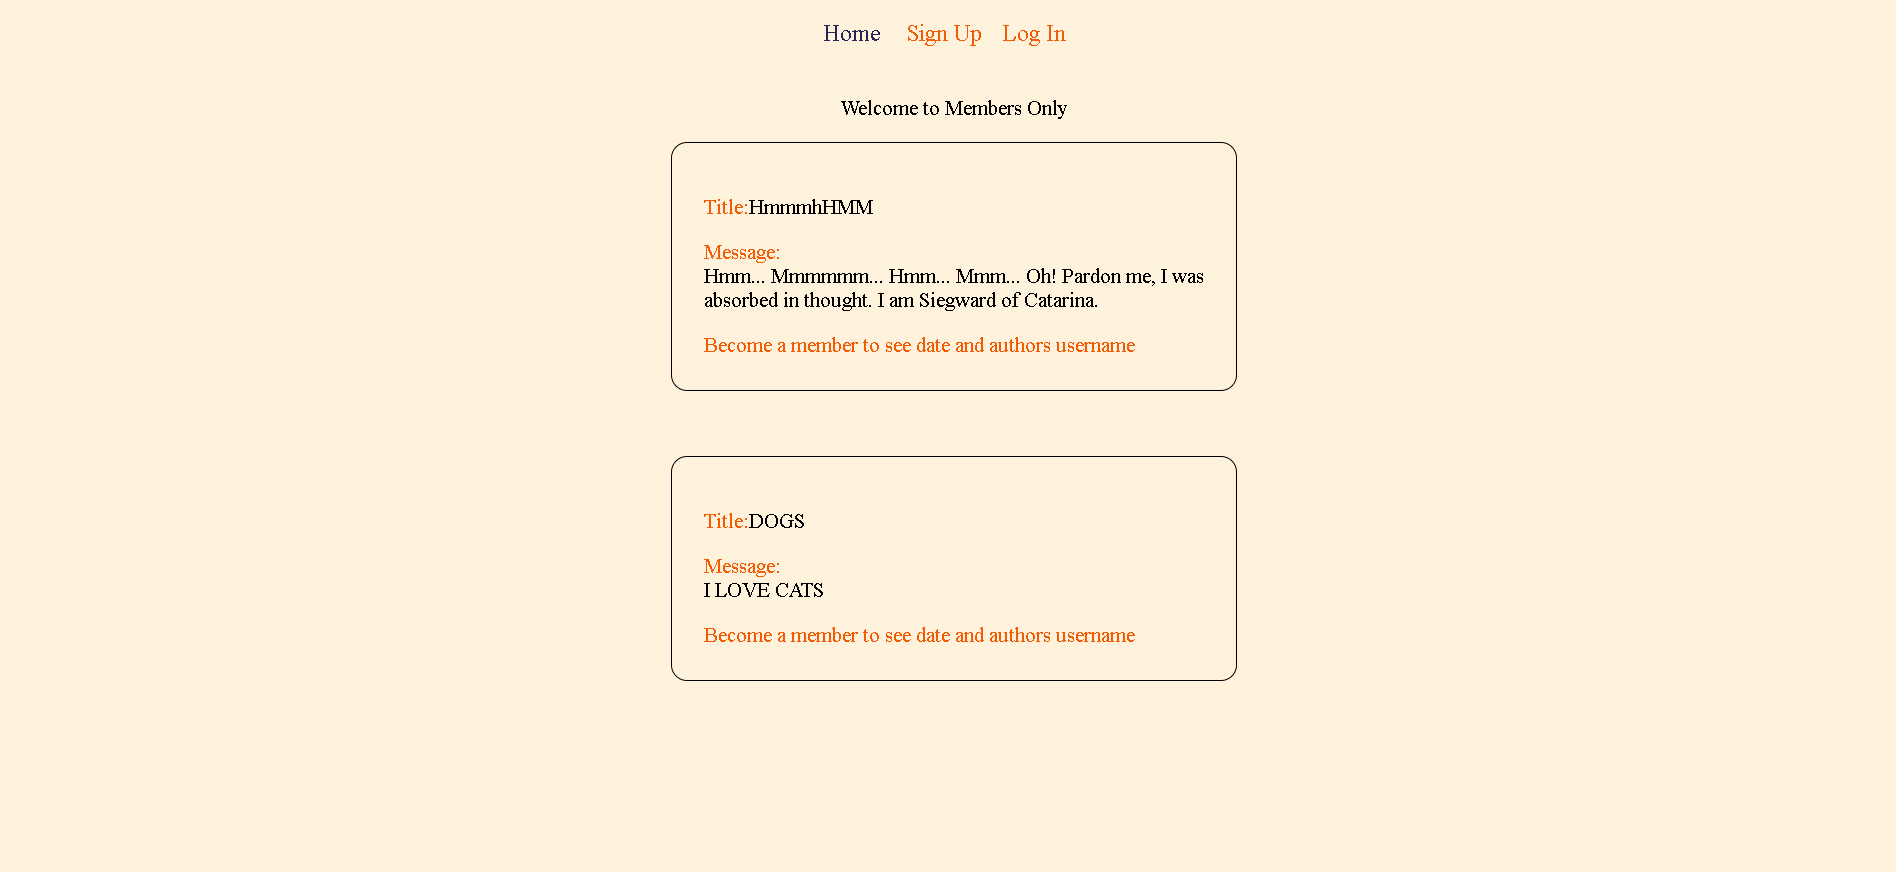 Home Sign Up Log In
Welcome to Members Only
Title:HmmmhHMM
Message:
Hmm... Mmmmmm... Hmm... Mmm... Oh! Pardon me, I was
absorbed in thought. I am Siegward of Catarina.
Become a member to see date and authors username
Title:DOGS
Message:
I LOVE CATS
Become a member to see date and authors username